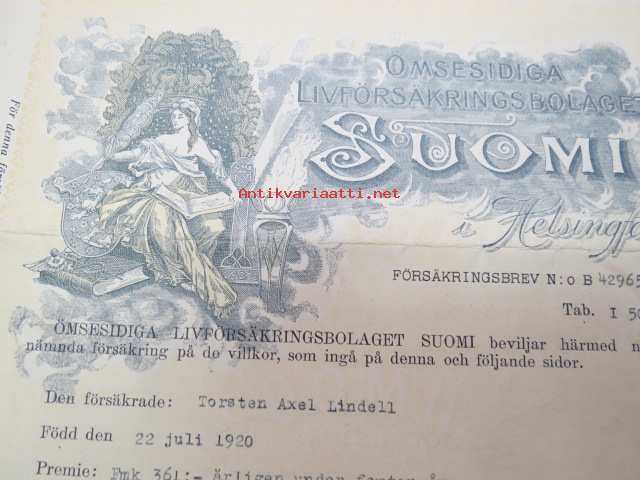 OMSESIDIGA
LIVFÖRSÄKRINGSBOLAGET
SUOMI
i Helsingfo
Antikvariaatti.net
För denna
FÖRSÄKRINGSBREV N:o B 42965
Tab. I 50
ÖMSESIDIGA LIVFÖRSÄKRINGSBOLAGET SUOMI beviljar härmed n
nämnda försäkring på de villkor, som ingå på denna och följande sidor.
Den försäkrade: Torsten Axel Lindell
Född den 22 juli 1920
Premie: Fmk 361:- årligen under femton